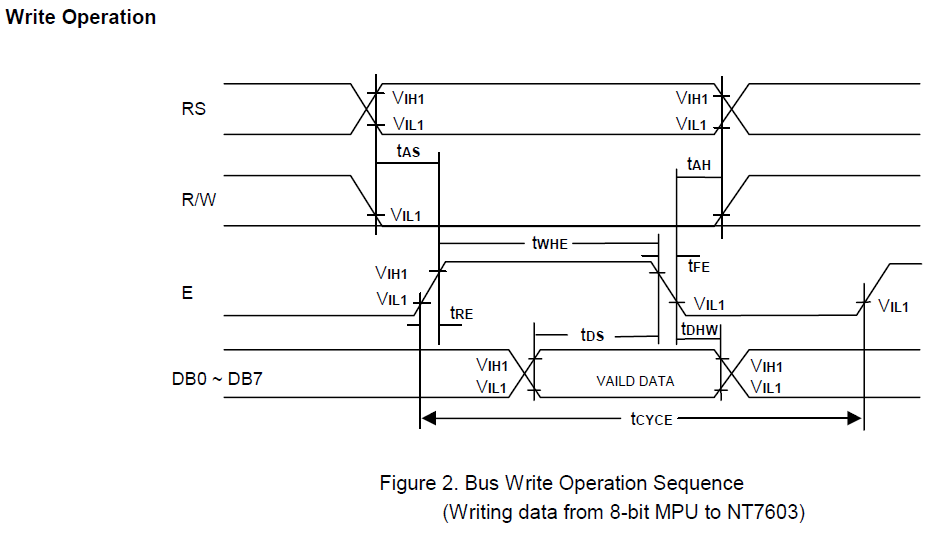 Write Operation
RS
VIH1
VIL1
VIH1
VIL1
tAS
tAH
R/W
VIL1
tWHE
tFE
E
VIH1
VIL1
tRE
VIL1
VIL1
tDS
tDHW
DB0 ~ DB7
VIH1
VIL1
VAILD DATA
VIH1
VIL1
tCYCE
Figure 2. Bus Write Operation Sequence
(Writing data from 8-bit MPU to NT7603)